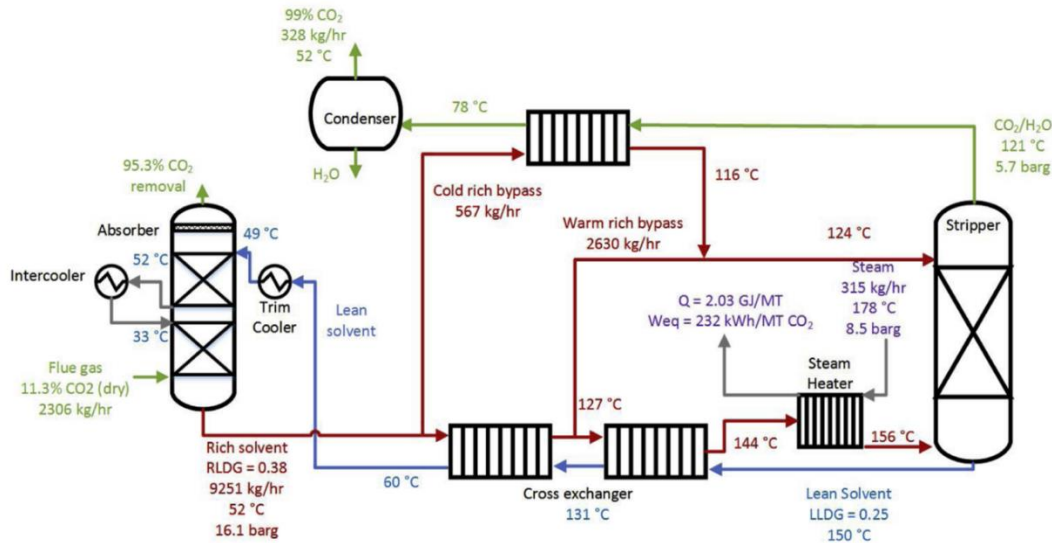 99% CO₂
328 kg/hr
52 °C
Condenser
78 °C
H₂O
CO₂/H₂O
121 °C
5.7 barg
95.3% CO₂
removal
Cold rich bypass
567 kg/hr
116 °C
Warm rich bypass
2630 kg/hr
124 °C
Stripper
Absorber
49 °C
52 °C
Intercooler
Trim
Cooler
33 °C
Lean
solvent
Steam
315 kg/hr
178 °C
8.5 barg
Q = 2.03 GJ/MT
Weq = 232 kWh/MT CO₂
Steam
Heater
Flue gas
11.3% CO2 (dry)
2306 kg/hr
127 °C
144 °C
156 °C
Rich solvent
RLDG = 0.38
9251 kg/hr
52 °C
16.1 barg
60 °C
Cross exchanger
131 °C
Lean Solvent
LLDG = 0.25
150 °C